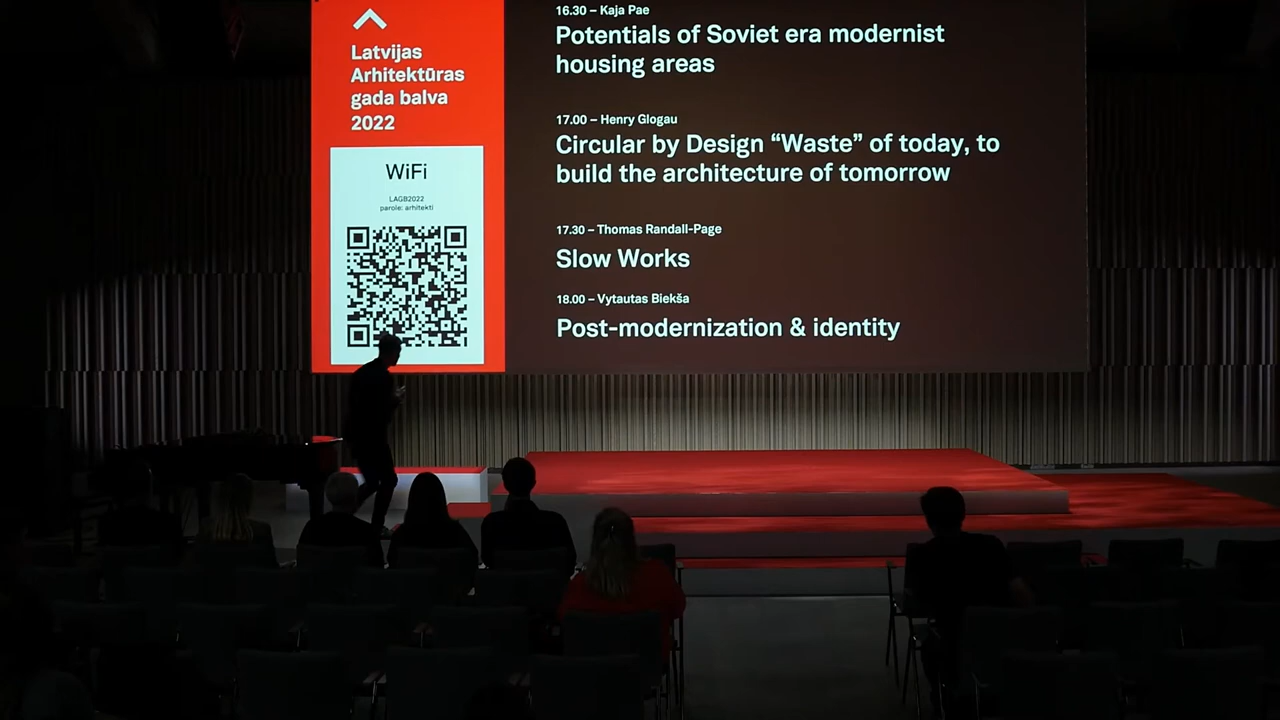 Latvijas
Arhitektūras
gada balva
2022
WiFi
LAGB2022
parole: arhitekti
16.30 – Kaja Pae
Potentials of Soviet era modernist
housing areas
17.00 – Henry Glogau
Circular by Design “Waste” of today, to
build the architecture of tomorrow
17.30 – Thomas Randall-Page
Slow Works
18.00 – Vytautas Biekša
Post-modernization & identity